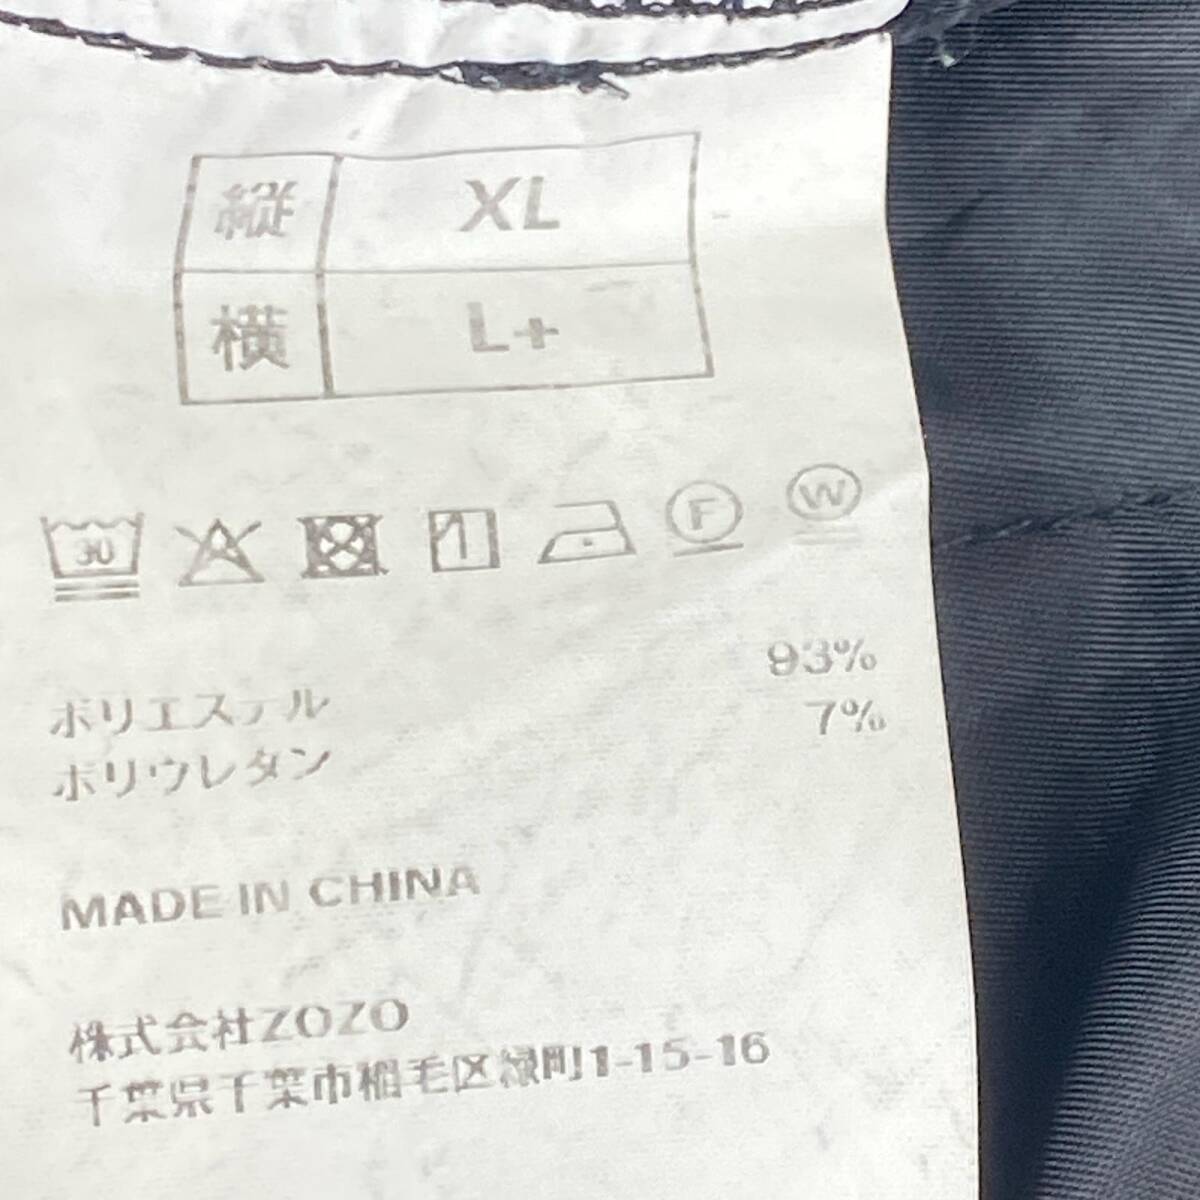 縦 XL
横 L+
30 F W
ポリエステル 93%
ポリウレタン 7%
MADE IN CHINA
株式会社ZOZO
千葉県千葉市稲毛区緑町1-15-16